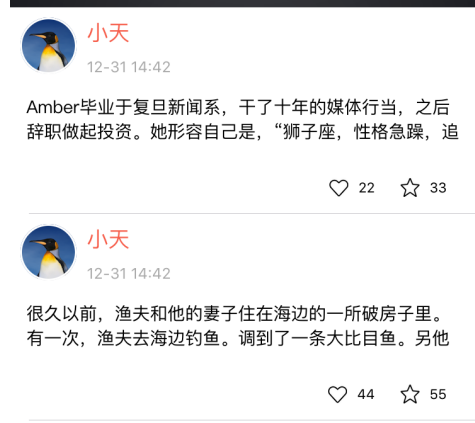 小天
12-31 14:42
Amber毕业于复旦新闻系，干了十年的媒体行当，之后
辞职做起投资。她形容自己是，“狮子座，性格急躁，追
22 33
小天
12-31 14:42
很久以前，渔夫和他的妻子住在海边的一所破房子里。
有一次，渔夫去海边钓鱼。调到了一条大比目鱼。另他
44 55